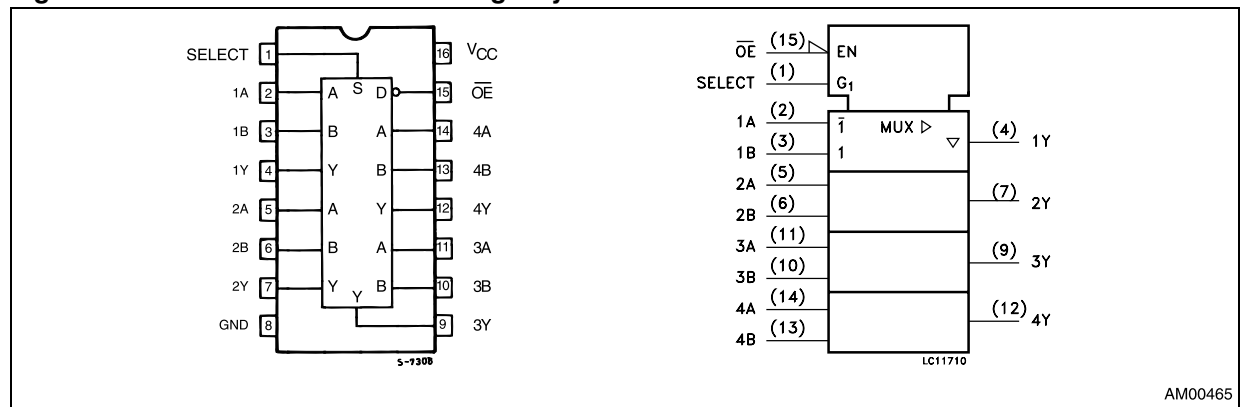 SELECT 1 16 VCC
1A 2 A S D 15 O̅E̅
1B 3 B A 14 4A
1Y 4 Y B 13 4B
2A 5 A Y 12 4Y
2B 6 B A 11 3A
2Y 7 Y B 10 3B
GND 8 Y 9 3Y
S-7308
O̅E̅ (15) EN
SELECT (1) G1
1A (2) 1̅ MUX ▷
1B (3) 1 ▽ (4) 1Y
2A (5)
2B (6) (7) 2Y
3A (11)
3B (10) (9) 3Y
4A (14)
4B (13) (12) 4Y
LC11710
AM00465